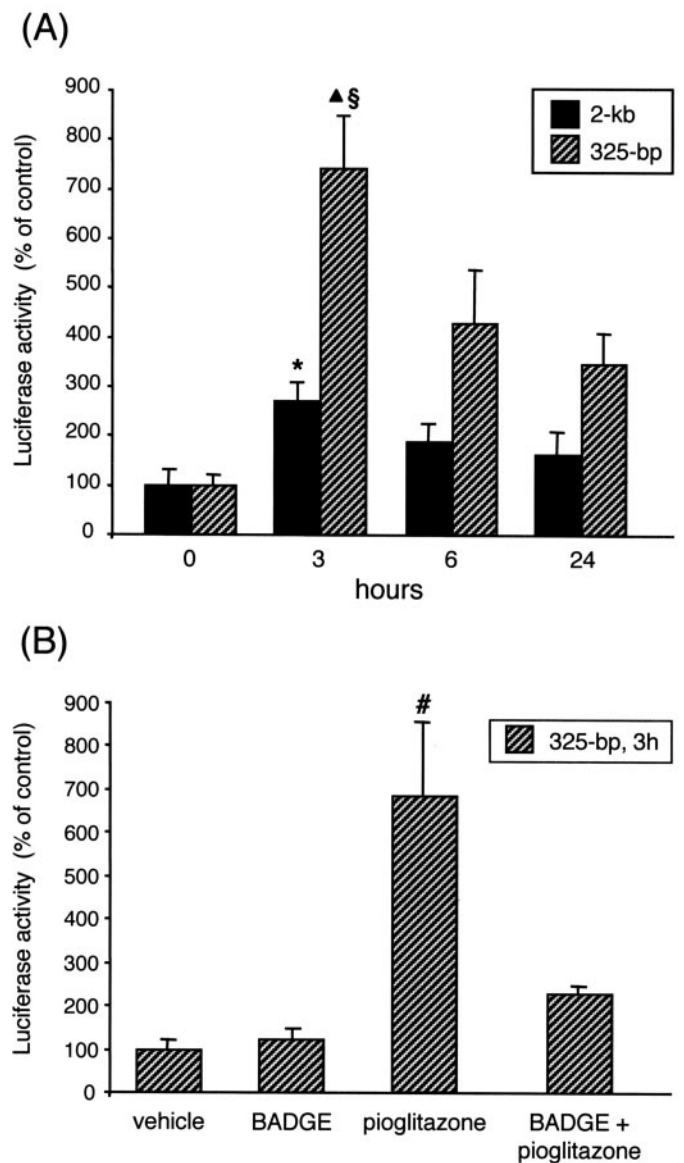 (A)
900
800
700
600
500
400
300
200
100
0
Luciferase activity (% of control)
▲ §
*
2-kb
325-bp
0 3 6 24
hours
(B)
900
800
700
600
500
400
300
200
100
0
Luciferase activity (% of control)
#
325-bp, 3h
vehicle BADGE pioglitazone BADGE +
pioglitazone